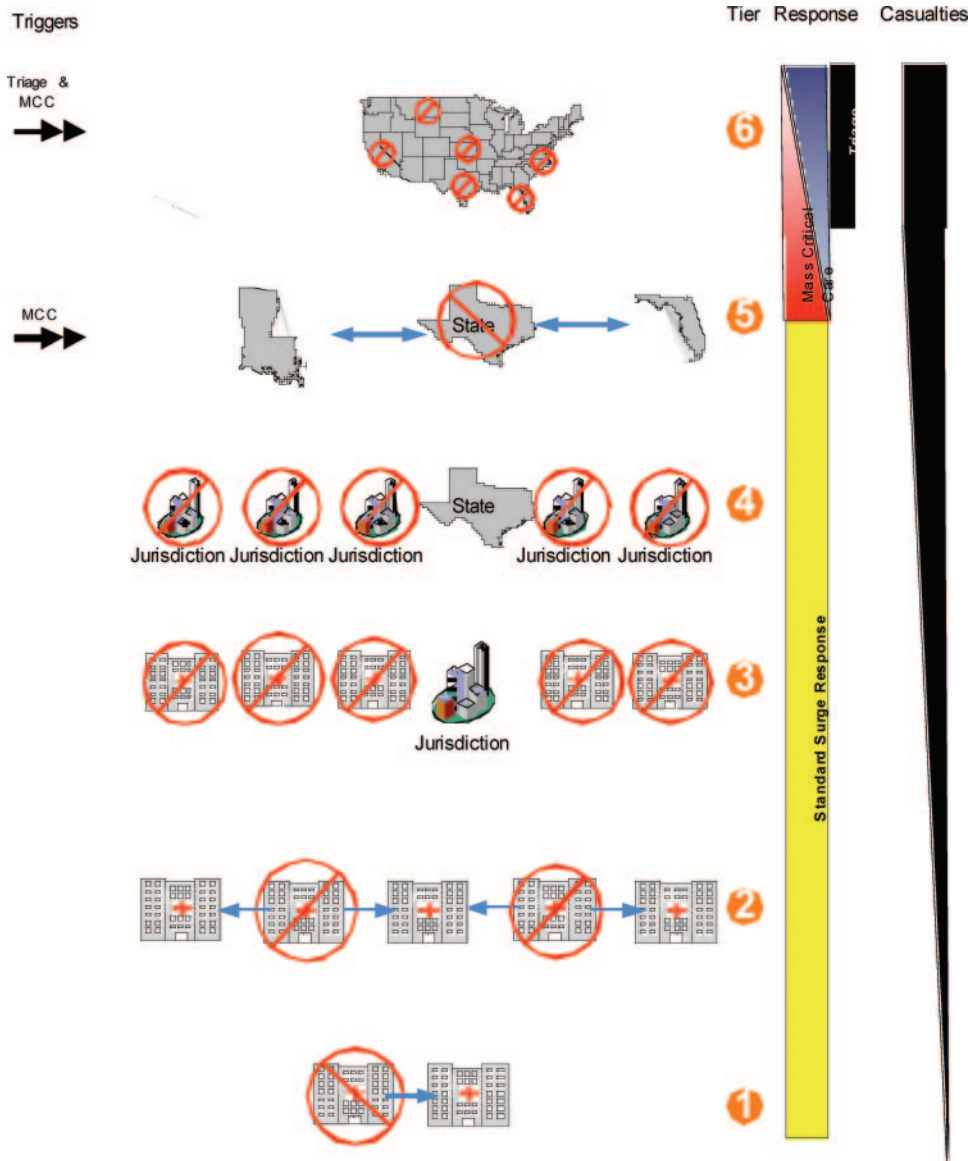 Triggers
Tier Response Casualties
Triage &
MCC
6
Triage
Mass Critical
Care
MCC
State
5
State
4
Jurisdiction Jurisdiction Jurisdiction Jurisdiction Jurisdiction
3
Jurisdiction
Standard Surge Response
2
1